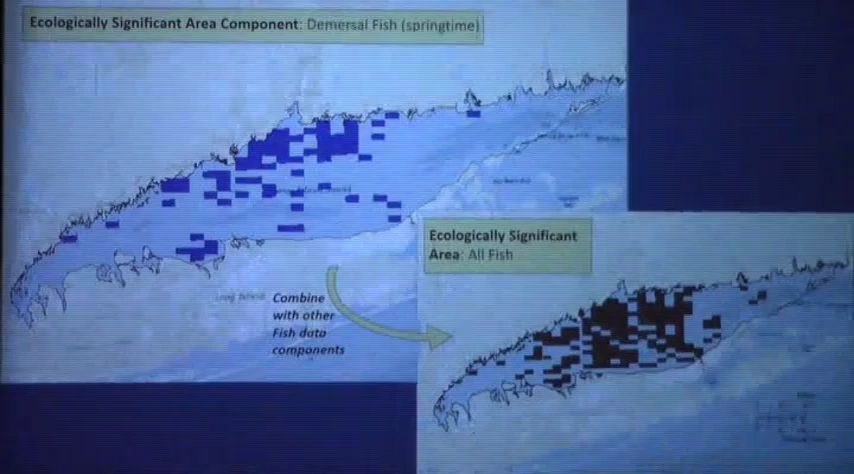 Ecologically Significant Area Component: Demersal Fish (springtime)
Ecologically Significant
Area: All Fish
Long Island
Combine
with other
Fish data
components